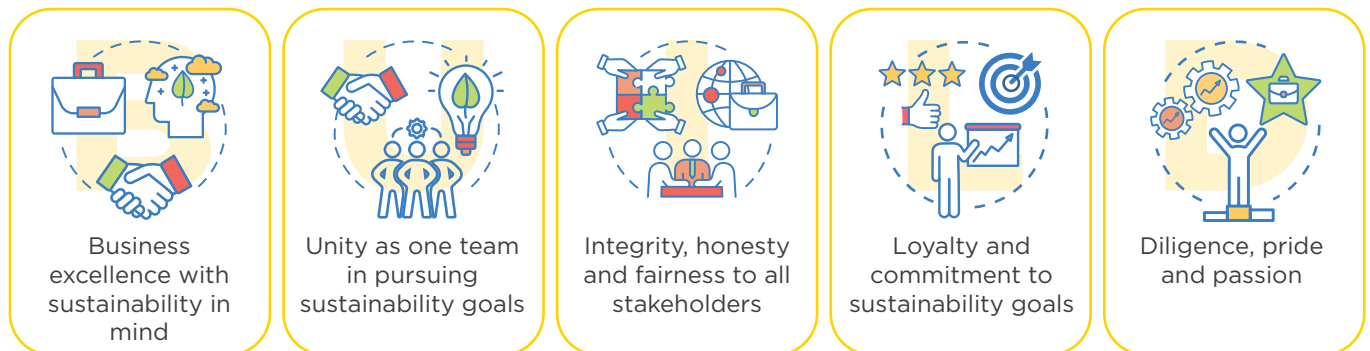 B
Business
excellence with
sustainability in
mind
U
Unity as one team
in pursuing
sustainability goals
I
Integrity, honesty
and fairness to all
stakeholders
L
Loyalty and
commitment to
sustainability goals
D
Diligence, pride
and passion